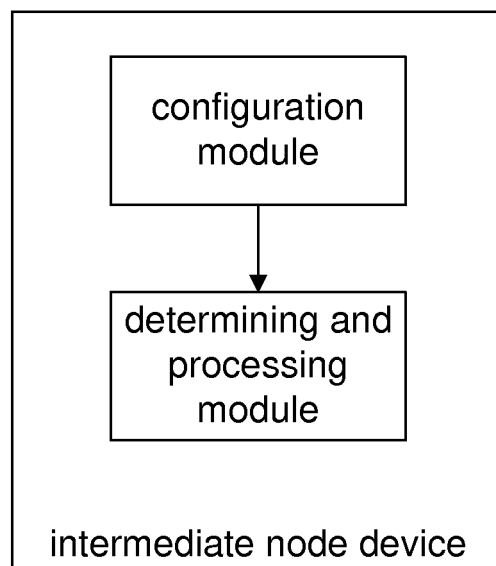 configuration
module
determining and
processing
module
intermediate node device